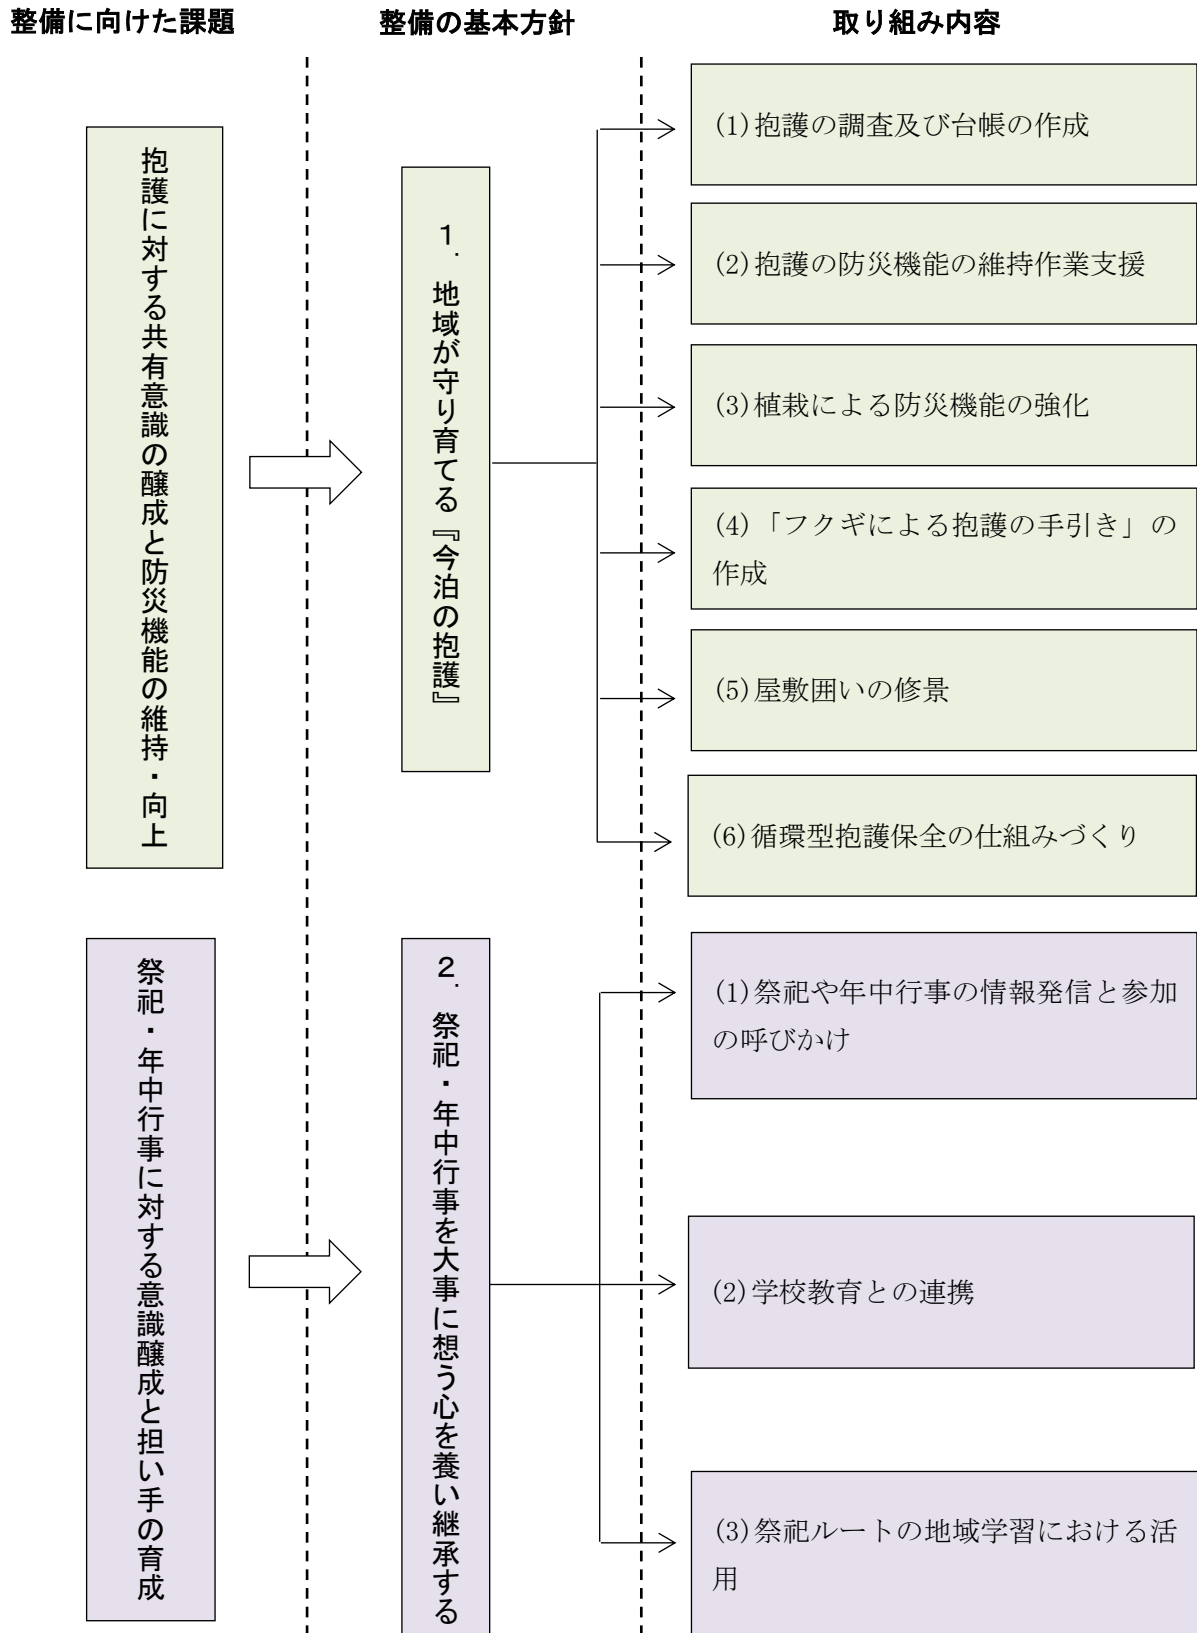 整備に向けた課題
整備の基本方針
取り組み内容
抱護に対する共有意識の醸成と防災機能の維持・向上
1．地域が守り育てる『今泊の抱護』
(1)抱護の調査及び台帳の作成
(2)抱護の防災機能の維持作業支援
(3)植栽による防災機能の強化
(4)「フクギによる抱護の手引き」の
作成
(5)屋敷囲いの修景
(6)循環型抱護保全の仕組みづくり
祭祀・年中行事に対する意識醸成と担い手の育成
2．祭祀・年中行事を大事に想う心を養い継承する
(1)祭祀や年中行事の情報発信と参加
の呼びかけ
(2)学校教育との連携
(3)祭祀ルートの地域学習における活
用